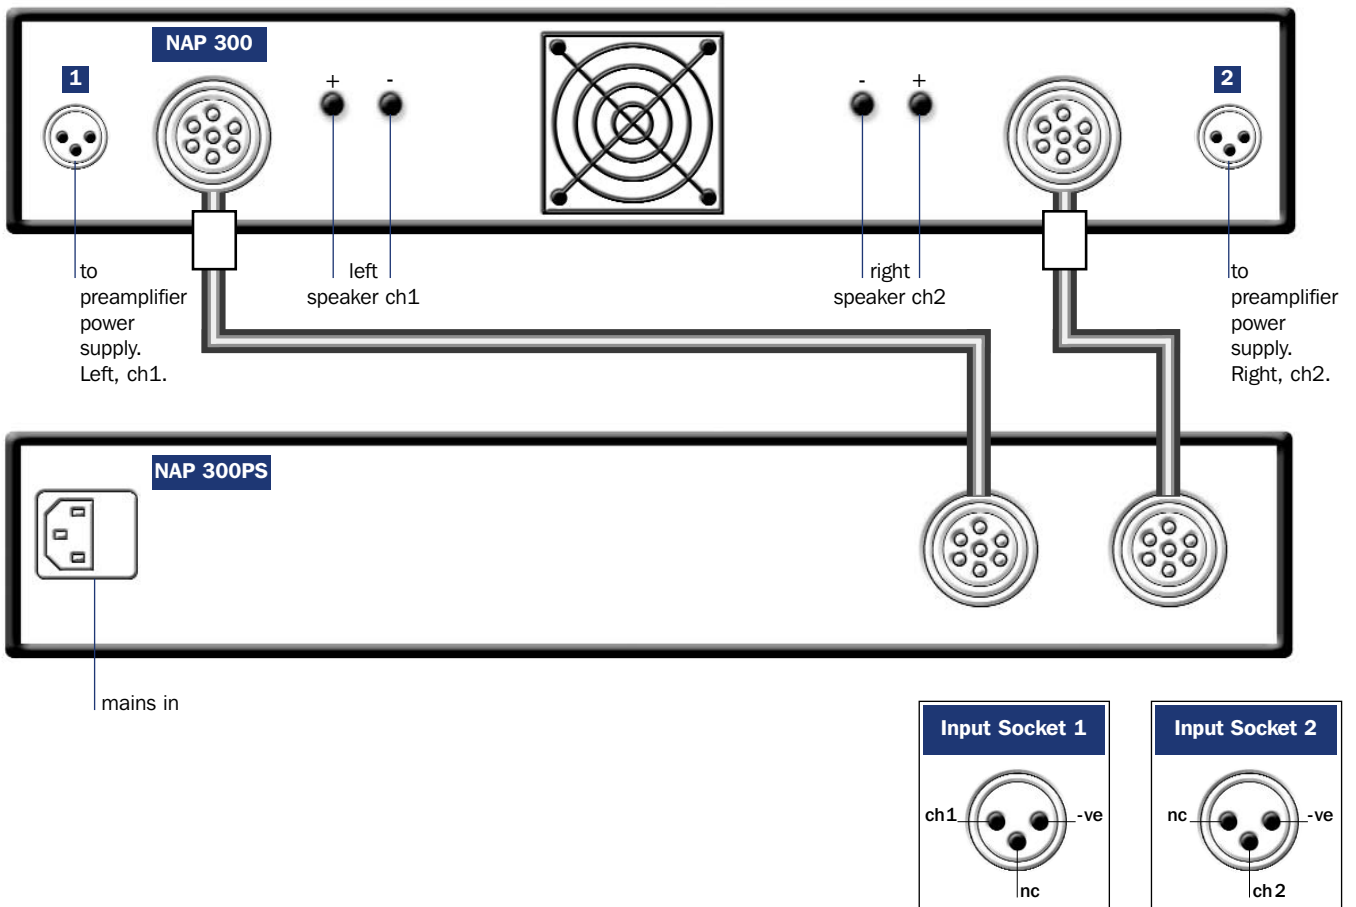 NAP 300
1
+ -
- +
2
to
preamplifier
power
supply.
Left, ch1.
left
speaker ch1
right
speaker ch2
to
preamplifier
power
supply.
Right, ch2.
NAP 300PS
mains in
Input Socket 1
ch1
-ve
nc
Input Socket 2
nc
-ve
ch2